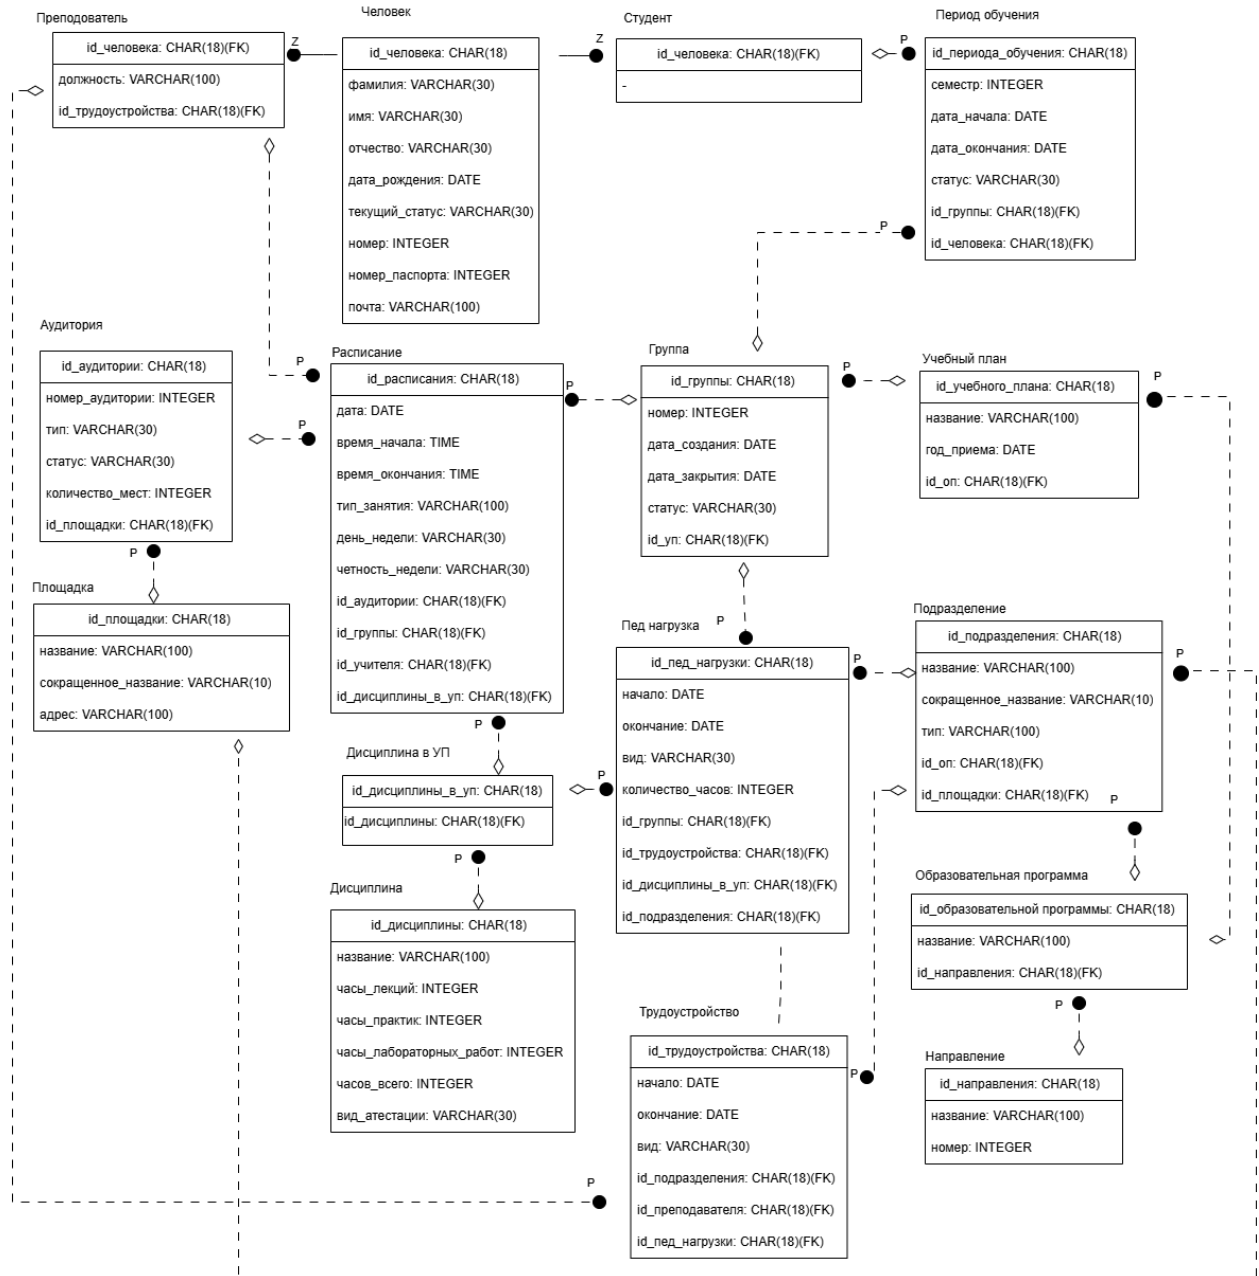 Преподователь
id_человека: CHAR(18)(FK)
должность: VARCHAR(100)
id_трудоустройства: CHAR(18)(FK)
Z
Человек
id_человека: CHAR(18)
фамилия: VARCHAR(30)
имя: VARCHAR(30)
отчество: VARCHAR(30)
дата_рождения: DATE
текущий_статус: VARCHAR(30)
номер: INTEGER
номер_паспорта: INTEGER
почта: VARCHAR(100)
Z
Студент
id_человека: CHAR(18)(FK)
-
P
Период обучения
id_периода_обучения: CHAR(18)
семестр: INTEGER
дата_начала: DATE
дата_окончания: DATE
статус: VARCHAR(30)
id_группы: CHAR(18)(FK)
id_человека: CHAR(18)(FK)
P
Аудитория
id_аудитории: CHAR(18)
номер_аудитории: INTEGER
тип: VARCHAR(30)
статус: VARCHAR(30)
количество_мест: INTEGER
id_площадки: CHAR(18)(FK)
P
P
P
Расписание
id_расписания: CHAR(18)
дата: DATE
время_начала: TIME
время_окончания: TIME
тип_занятия: VARCHAR(100)
день_недели: VARCHAR(30)
четность_недели: VARCHAR(30)
id_аудитории: CHAR(18)(FK)
id_группы: CHAR(18)(FK)
id_учителя: CHAR(18)(FK)
id_дисциплины_в_уп: CHAR(18)(FK)
P
P
Группа
id_группы: CHAR(18)
номер: INTEGER
дата_создания: DATE
дата_закрытия: DATE
статус: VARCHAR(30)
id_уп: CHAR(18)(FK)
P
Учебный план
id_учебного_плана: CHAR(18)
название: VARCHAR(100)
год_приема: DATE
id_оп: CHAR(18)(FK)
P
Площадка
id_площадки: CHAR(18)
название: VARCHAR(100)
сокращенное_название: VARCHAR(10)
адрес: VARCHAR(100)
Дисциплина в УП
id_дисциплины_в_уп: CHAR(18)
id_дисциплины: CHAR(18)(FK)
P
P
Пед нагрузка
P
id_пед_нагрузки: CHAR(18)
начало: DATE
окончание: DATE
вид: VARCHAR(30)
количество_часов: INTEGER
id_группы: CHAR(18)(FK)
id_трудоустройства: CHAR(18)(FK)
id_дисциплины_в_уп: CHAR(18)(FK)
id_подразделения: CHAR(18)(FK)
P
Подразделение
id_подразделения: CHAR(18)
название: VARCHAR(100)
сокращенное_название: VARCHAR(10)
тип: VARCHAR(100)
id_оп: CHAR(18)(FK)
id_площадки: CHAR(18)(FK)
P
P
Дисциплина
id_дисциплины: CHAR(18)
название: VARCHAR(100)
часы_лекций: INTEGER
часы_практик: INTEGER
часы_лабораторных_работ: INTEGER
часов_всего: INTEGER
вид_атестации: VARCHAR(30)
Образовательная программа
id_образовательной программы: CHAR(18)
название: VARCHAR(100)
id_направления: CHAR(18)(FK)
P
Трудоустройство
id_трудоустройства: CHAR(18)
начало: DATE
окончание: DATE
вид: VARCHAR(30)
id_подразделения: CHAR(18)(FK)
id_преподавателя: CHAR(18)(FK)
id_пед_нагрузки: CHAR(18)(FK)
P
P
Направление
id_направления: CHAR(18)
название: VARCHAR(100)
номер: INTEGER